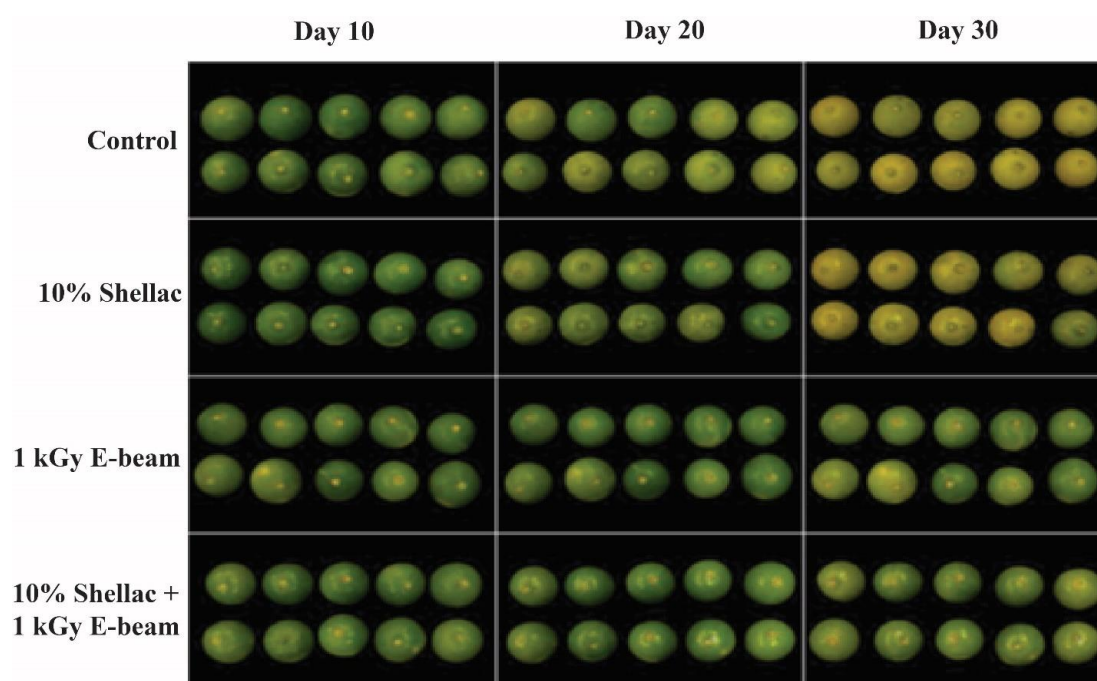 Day 10 Day 20 Day 30
Control
10% Shellac
1 kGy E-beam
10% Shellac +
1 kGy E-beam